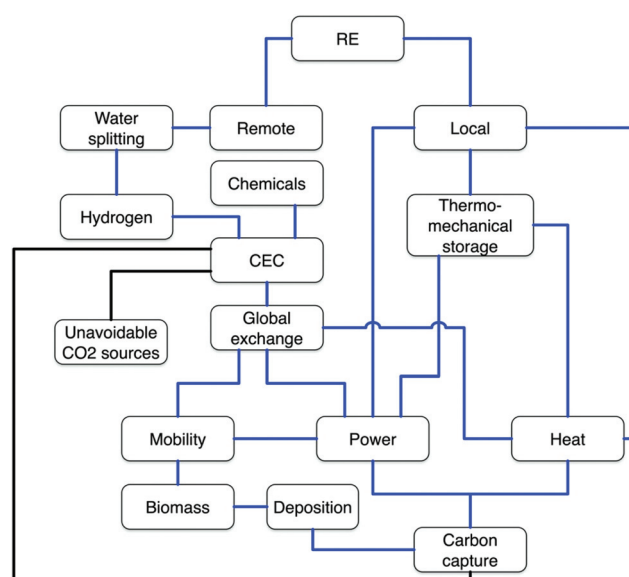 RE
Water
splitting
Remote
Local
Chemicals
Hydrogen
Thermo-
mechanical
storage
CEC
Global
exchange
Unavoidable
CO2 sources
Mobility
Power
Heat
Biomass
Deposition
Carbon
capture